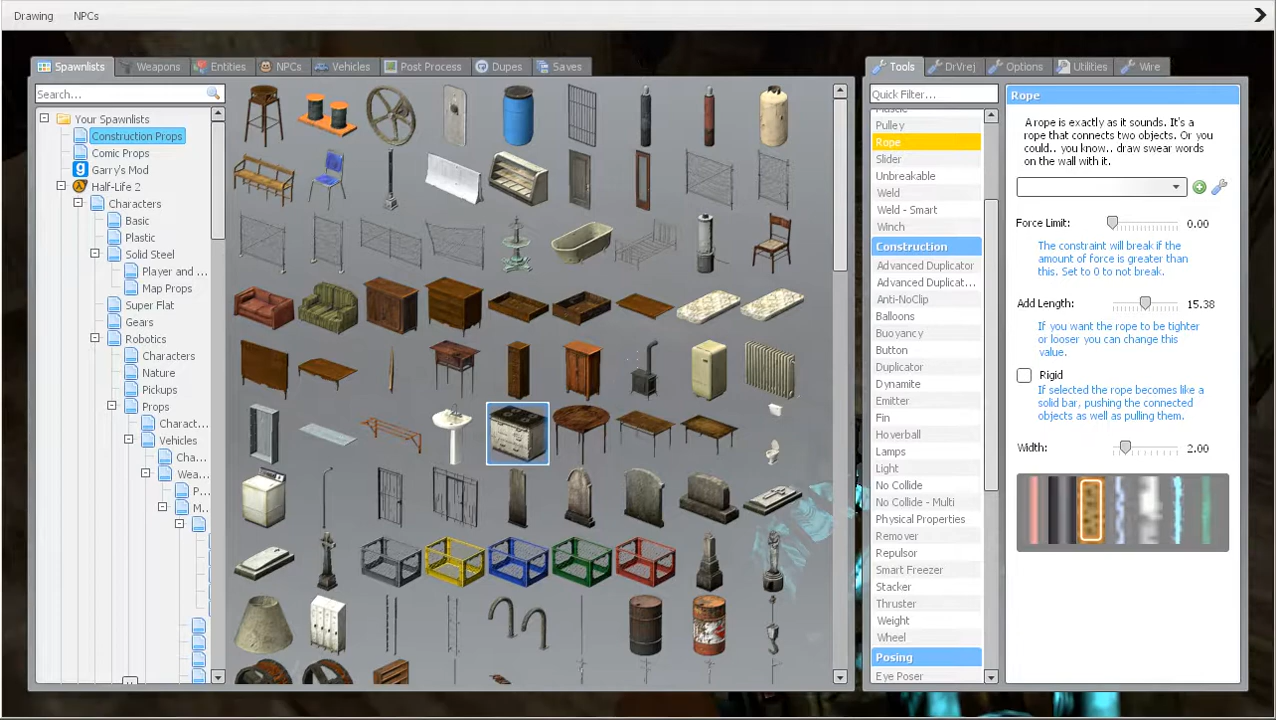 Drawing NPCs
Spawnlists Weapons Entities NPCs Vehicles Post Process Dupes Saves
Search...
Your Spawnlists
Construction Props
Comic Props
Garry's Mod
Half-Life 2
Characters
Basic
Plastic
Solid Steel
Player and ...
Map Props
Super Flat
Gears
Robotics
Characters
Nature
Pickups
Props
Charact...
Vehicles
Cha...
Wea...
P...
M...
Tools DrVrej Options Utilities Wire
Quick Filter...
Pulley
Rope
Slider
Unbreakable
Weld
Weld - Smart
Winch
Construction
Advanced Duplicator
Advanced Duplicat...
Anti-NoClip
Balloons
Buoyancy
Button
Duplicator
Dynamite
Emitter
Fin
Hoverball
Lamps
Light
No Collide
No Collide - Multi
Physical Properties
Remover
Repulsor
Smart Freezer
Stacker
Thruster
Weight
Wheel
Posing
Eye Poser
Rope
A rope is exactly as it sounds. It's a
rope that connects two objects. Or you
could.. you know.. draw swear words
on the wall with it.
Force Limit: 0.00
The constraint will break if the
amount of force is greater than
this. Set to 0 to not break.
Add Length: 15.38
If you want the rope to be tighter
or looser you can change this
value.
Rigid
If selected the rope becomes like a
solid bar, pushing the connected
objects as well as pulling them.
Width: 2.00